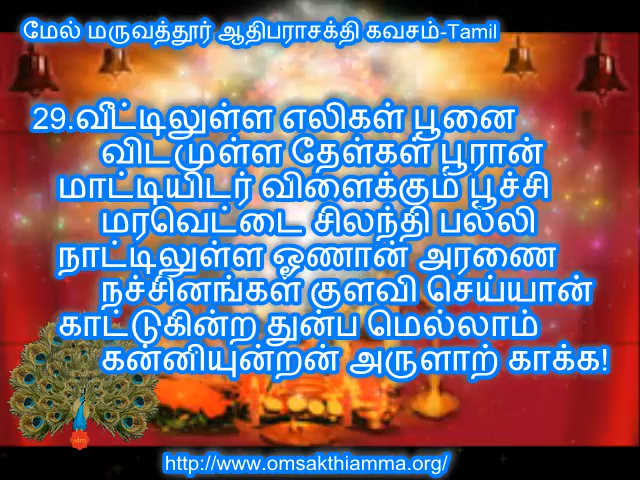 மேல் மருவத்தூர் ஆதிபராசக்தி கவசம்-Tamil
29.வீட்டிலுள்ள எலிகள் பூனை
விடமுள்ள தேள்கள் பூரான்
மாட்டியிடர் விளைக்கும் பூச்சி
மரவெட்டை சிலந்தி பல்லி
நாட்டிலுள்ள ஓணான் அரணை
நச்சினங்கள் குளவி செய்யான்
காட்டுகின்ற துன்ப மெல்லாம்
கன்னியுன்றன் அருளாற் காக்க!
http://www.omsakthiamma.org/